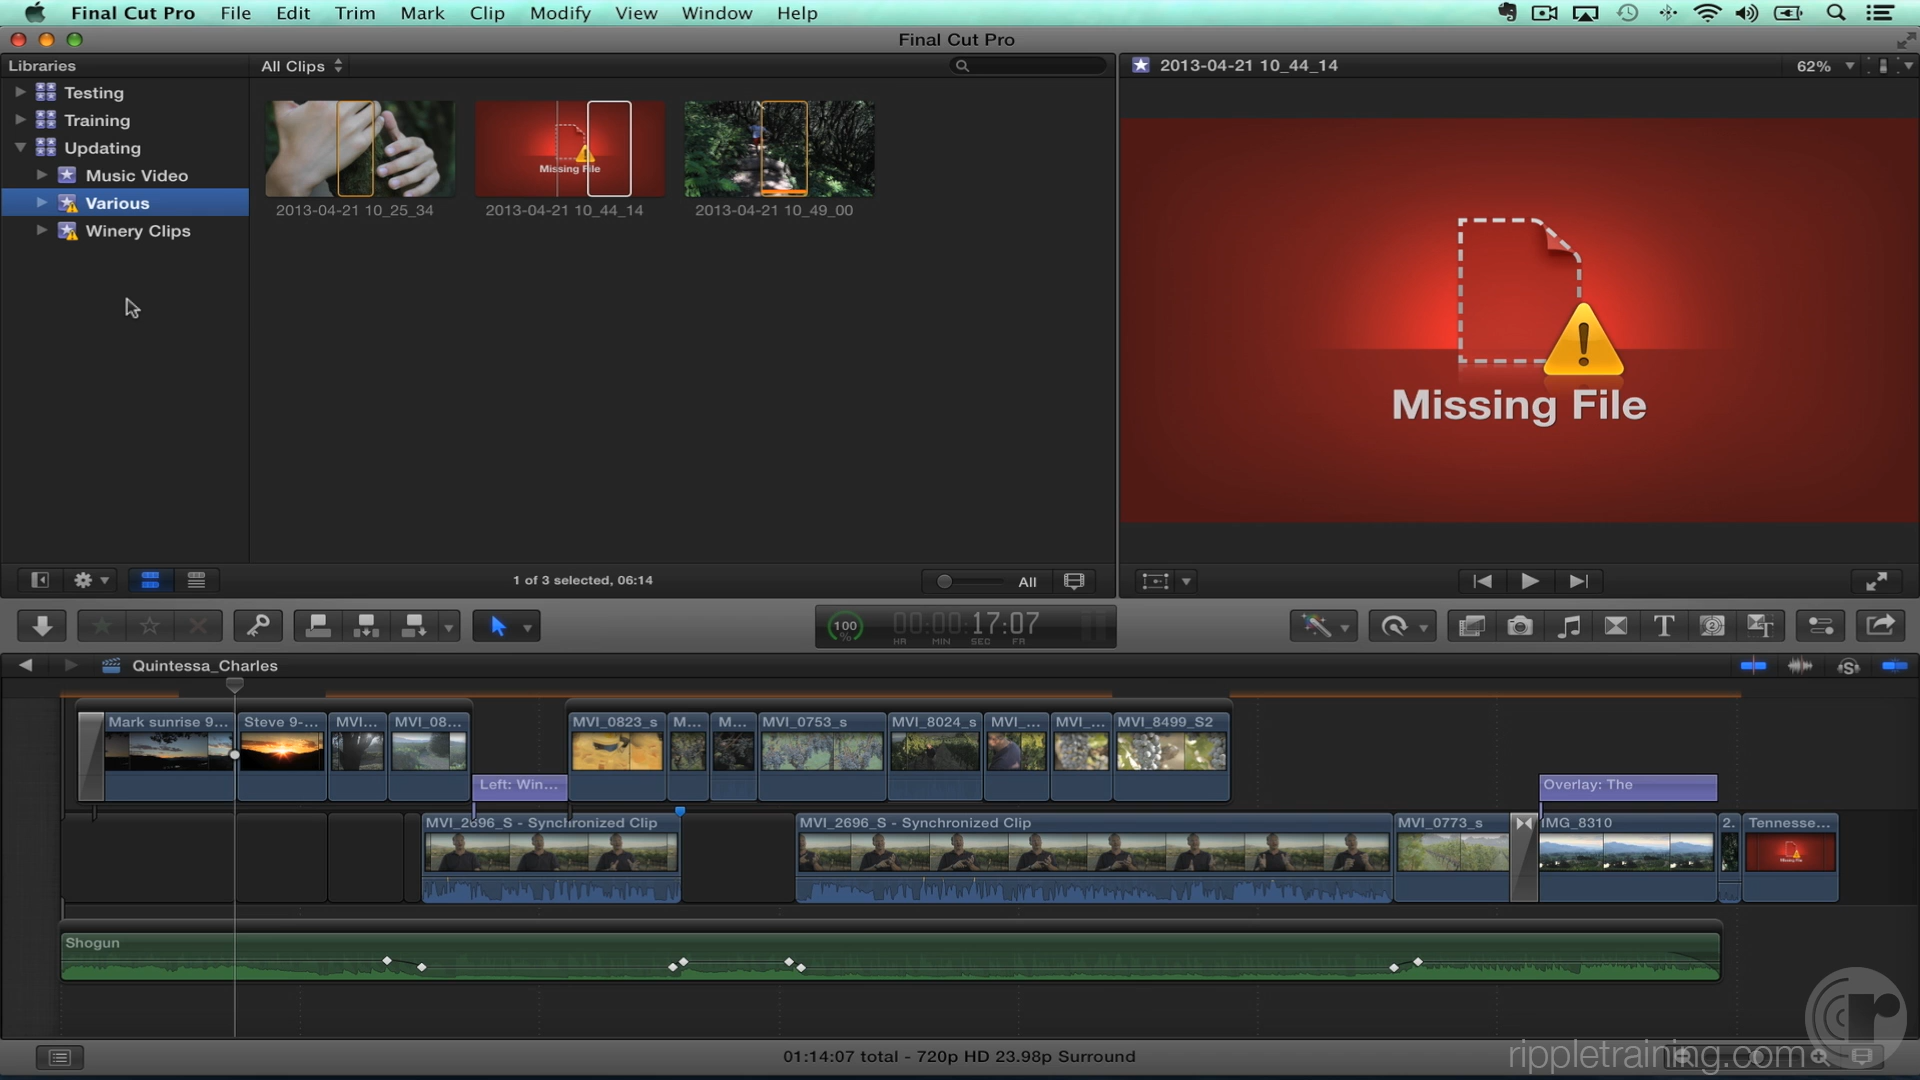 Final Cut Pro File Edit Trim Mark Clip Modify View Window Help
Final Cut Pro
Libraries
All Clips
2013-04-21 10_44_14
62%
Testing
Training
Updating
Music Video
Various
Winery Clips
Missing File
2013-04-21 10_25_34
2013-04-21 10_44_14
2013-04-21 10_49_00
Missing File
1 of 3 selected, 06:14
All
100
%
00:00:17:07
HR MIN SEC FR
Quintessa_Charles
Mark sunrise 9...
Steve 9-...
MVI...
MVI_08...
MVI_0823_s
M...
M...
MVI_0753_s
MVI_8024_s
MVI_...
MVI_...
MVI_8499_S2
Left: Win...
Overlay: The
MVI_2696_S - Synchronized Clip
MVI_2696_S - Synchronized Clip
MVI_0773_s
IMG_8310
2.
Tennesse...
Shogun
01:14:07 total - 720p HD 23.98p Surround
rippletraining.com